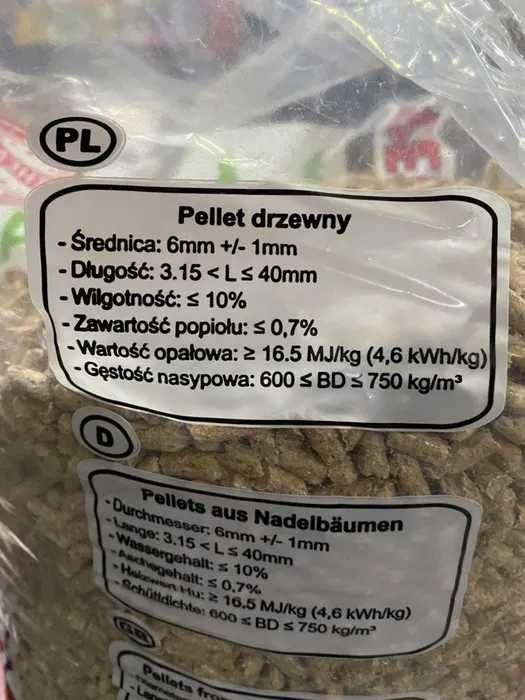 PL
Pellet drzewny
- Średnica: 6mm +/- 1mm
- Długość: 3.15 < L ≤ 40mm
- Wilgotność: ≤ 10%
- Zawartość popiołu: ≤ 0,7%
- Wartość opałowa: ≥ 16.5 MJ/kg (4,6 kWh/kg)
- Gęstość nasypowa: 600 ≤ BD ≤ 750 kg/m³
D
Pellets aus Nadelbäumen
- Durchmesser: 6mm +/- 1mm
- Lange: 3.15 < L ≤ 40mm
- Wassergehalt: ≤ 10%
- Aschegehalt: ≤ 0,7%
- Heizwert Hu: ≥ 16.5 MJ/kg (4,6 kWh/kg)
- Schüttdichte: 600 ≤ BD ≤ 750 kg/m³
GB
Pellets